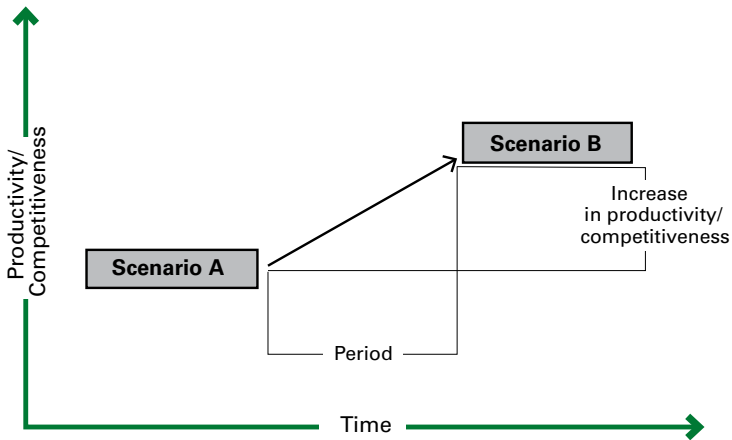 Productivity/
Competitiveness
Scenario B
Increase
in productivity/
competitiveness
Scenario A
Period
Time